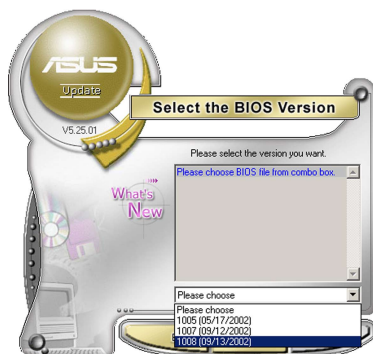 ASUS
Update
V5.25.01
Select the BIOS Version
Please select the version you want.
Please choose BIOS file from combo box.
What's
New
Please choose
Please choose
1005 (05/17/2002)
1007 (09/12/2002)
1008 (09/13/2002)